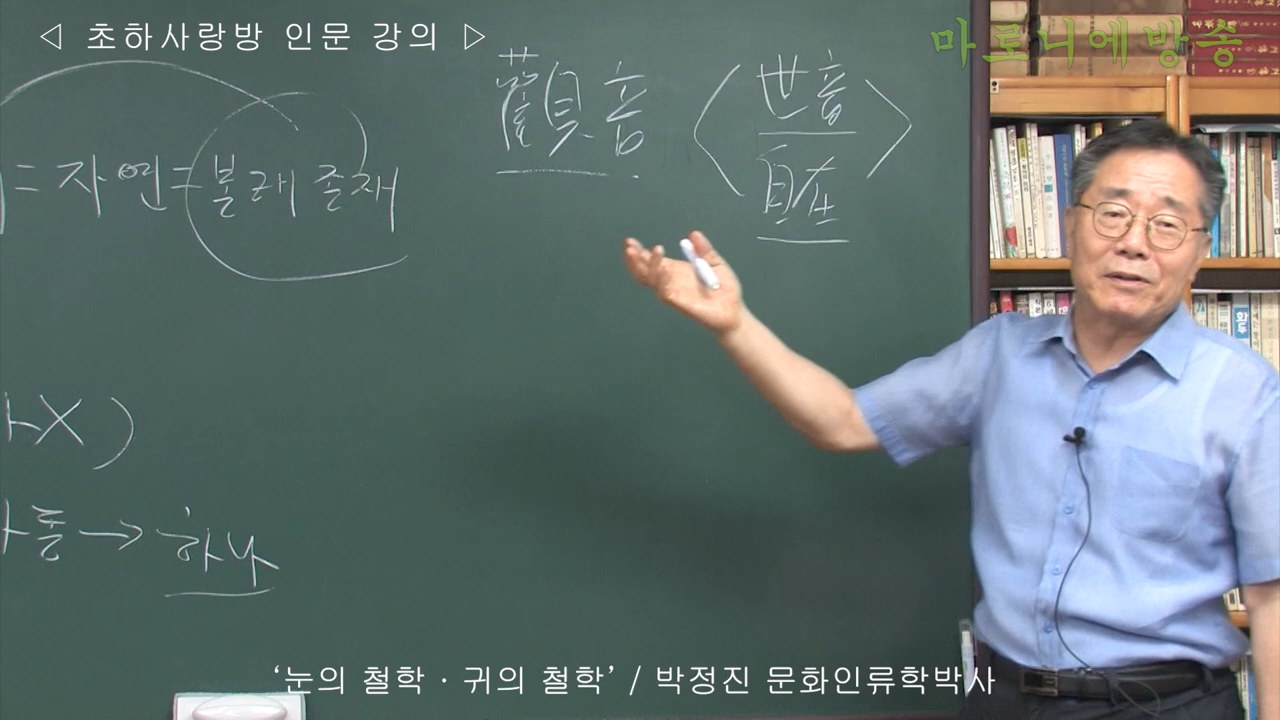 ◁ 초하사랑방 인문 강의 ▷
마로니에방송
觀音 〈 世音
自在 〉
= 자연 = 본래존재
X )
→ 하나
화두
'눈의 철학 · 귀의 철학' / 박정진 문화인류학박사